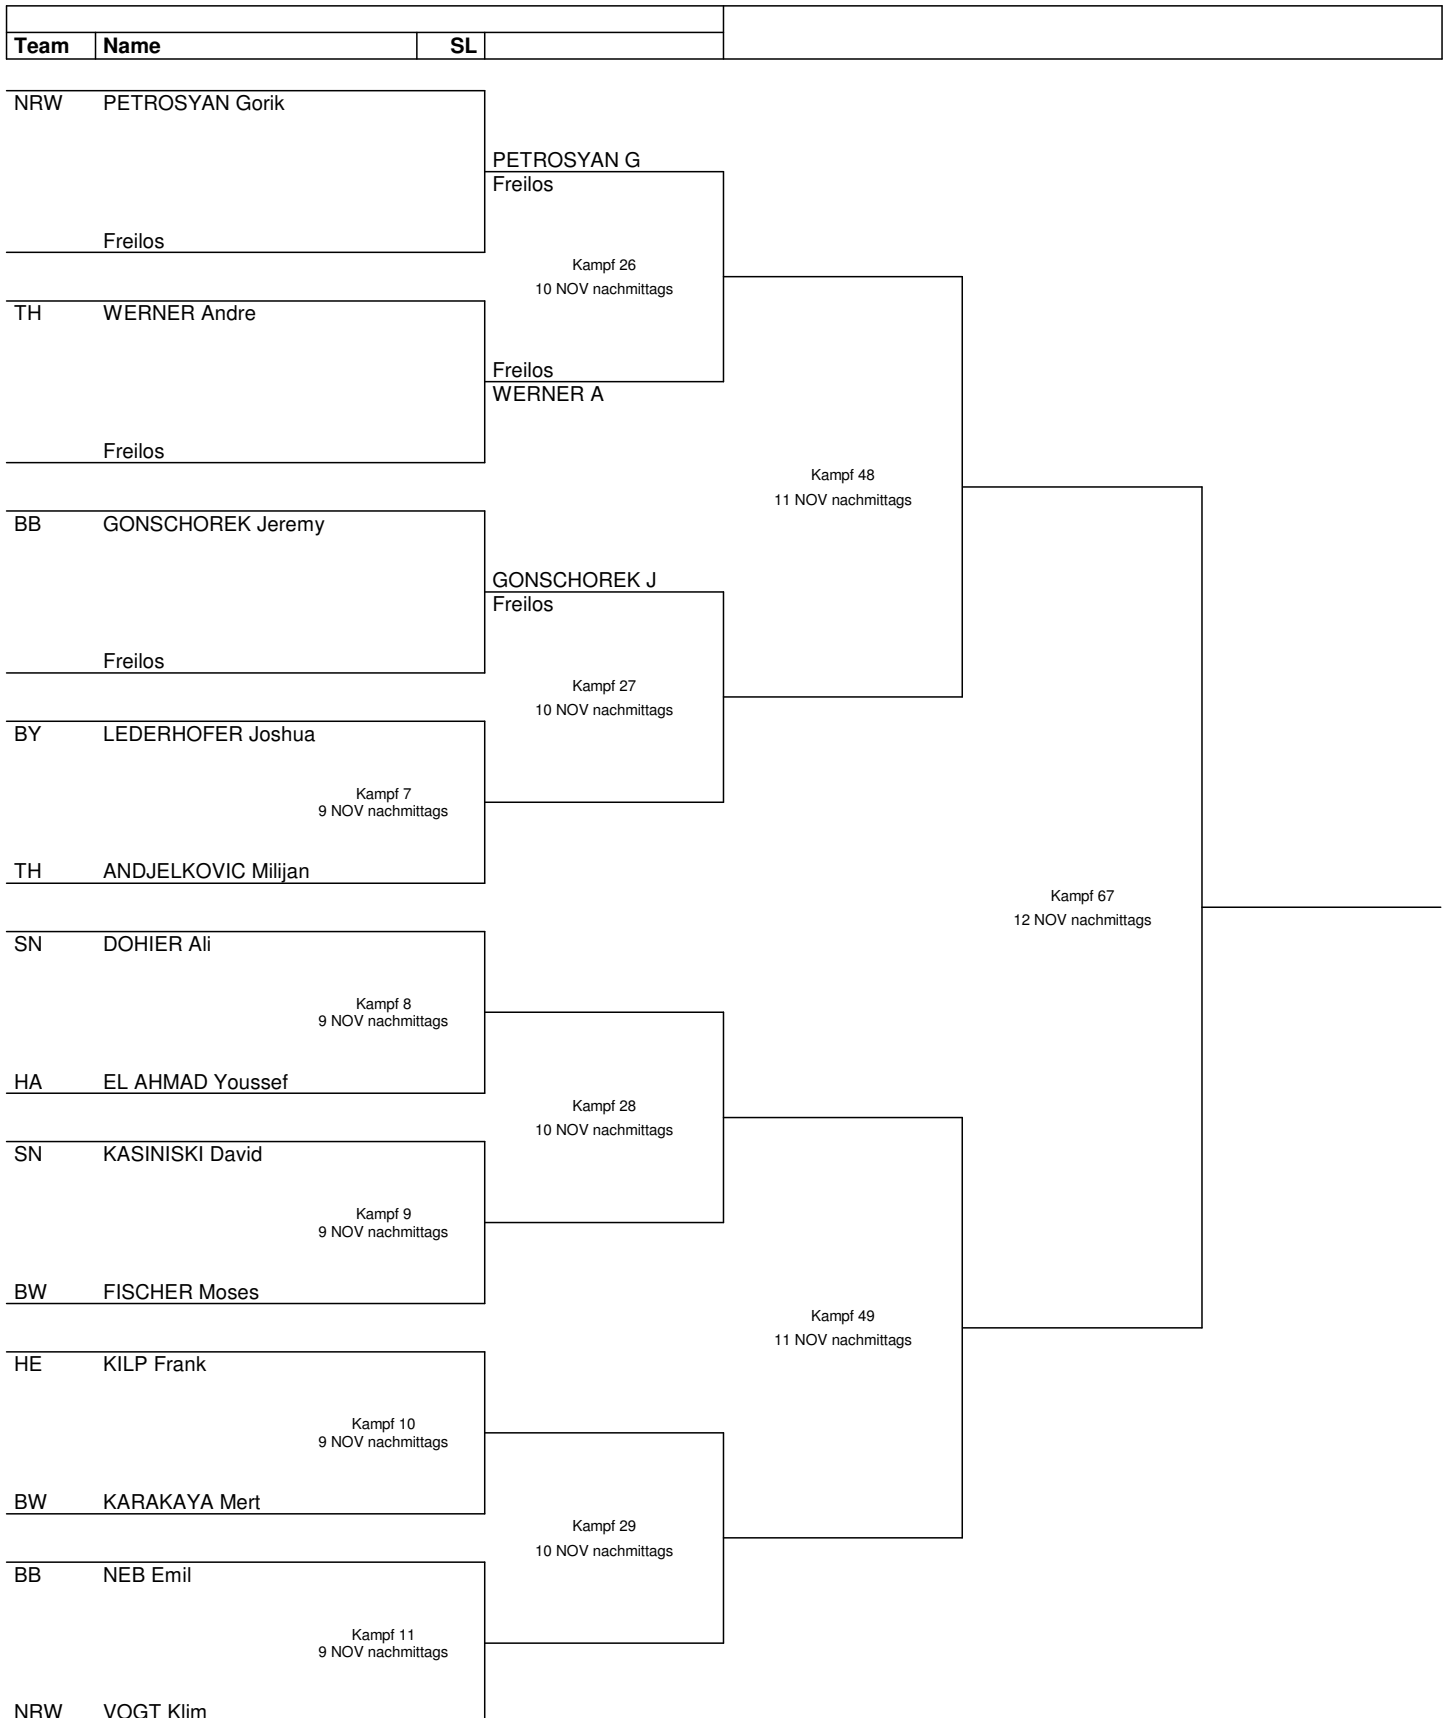 Team Name SL
NRW PETROSYAN Gorik
PETROSYAN G
Freilos
Freilos
Kampf 26
10 NOV nachmittags
TH WERNER Andre
Freilos
WERNER A
Freilos
Kampf 48
11 NOV nachmittags
BB GONSCHOREK Jeremy
GONSCHOREK J
Freilos
Freilos
Kampf 27
10 NOV nachmittags
BY LEDERHOFER Joshua
Kampf 7
9 NOV nachmittags
TH ANDJELKOVIC Milijan
Kampf 67
12 NOV nachmittags
SN DOHIER Ali
Kampf 8
9 NOV nachmittags
HA EL AHMAD Youssef
Kampf 28
10 NOV nachmittags
SN KASINISKI David
Kampf 9
9 NOV nachmittags
BW FISCHER Moses
Kampf 49
11 NOV nachmittags
HE KILP Frank
Kampf 10
9 NOV nachmittags
BW KARAKAYA Mert
Kampf 29
10 NOV nachmittags
BB NEB Emil
Kampf 11
9 NOV nachmittags
NRW VOGT Klim